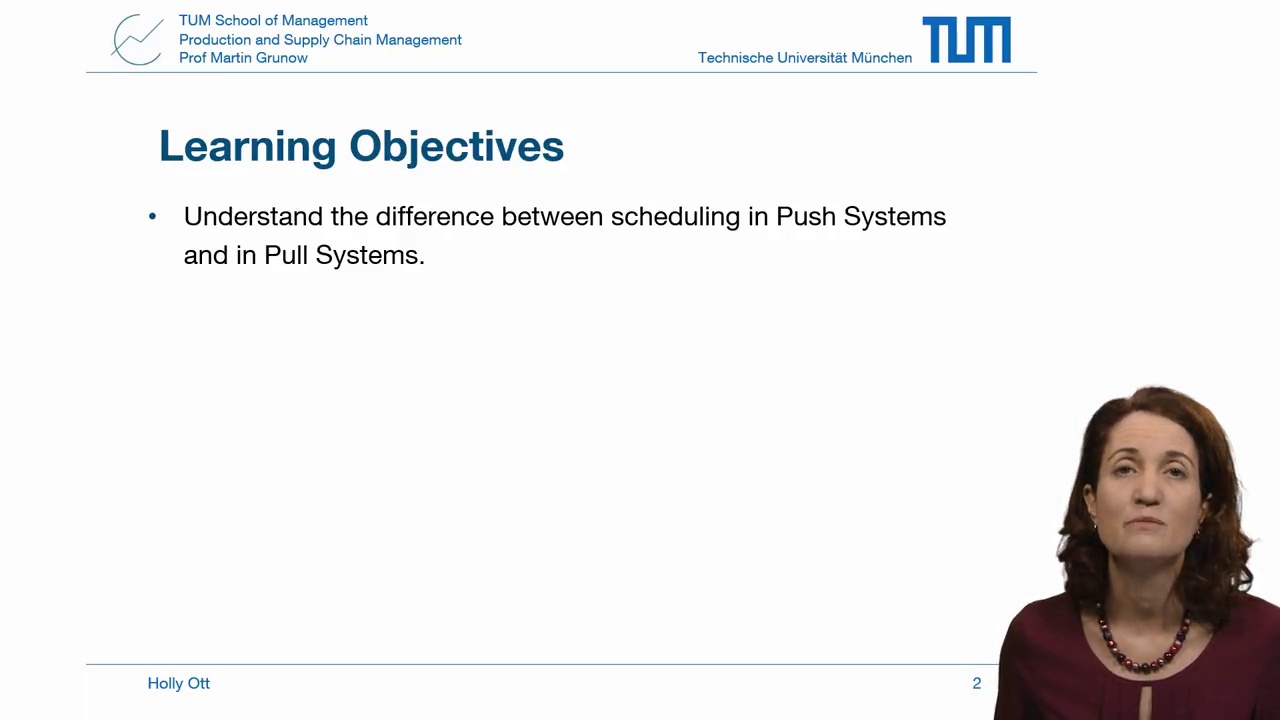 TUM School of Management
Production and Supply Chain Management
Prof Martin Grunow
Technische Universität München
TUM
Learning Objectives
• Understand the difference between scheduling in Push Systems
and in Pull Systems.
Holly Ott
2